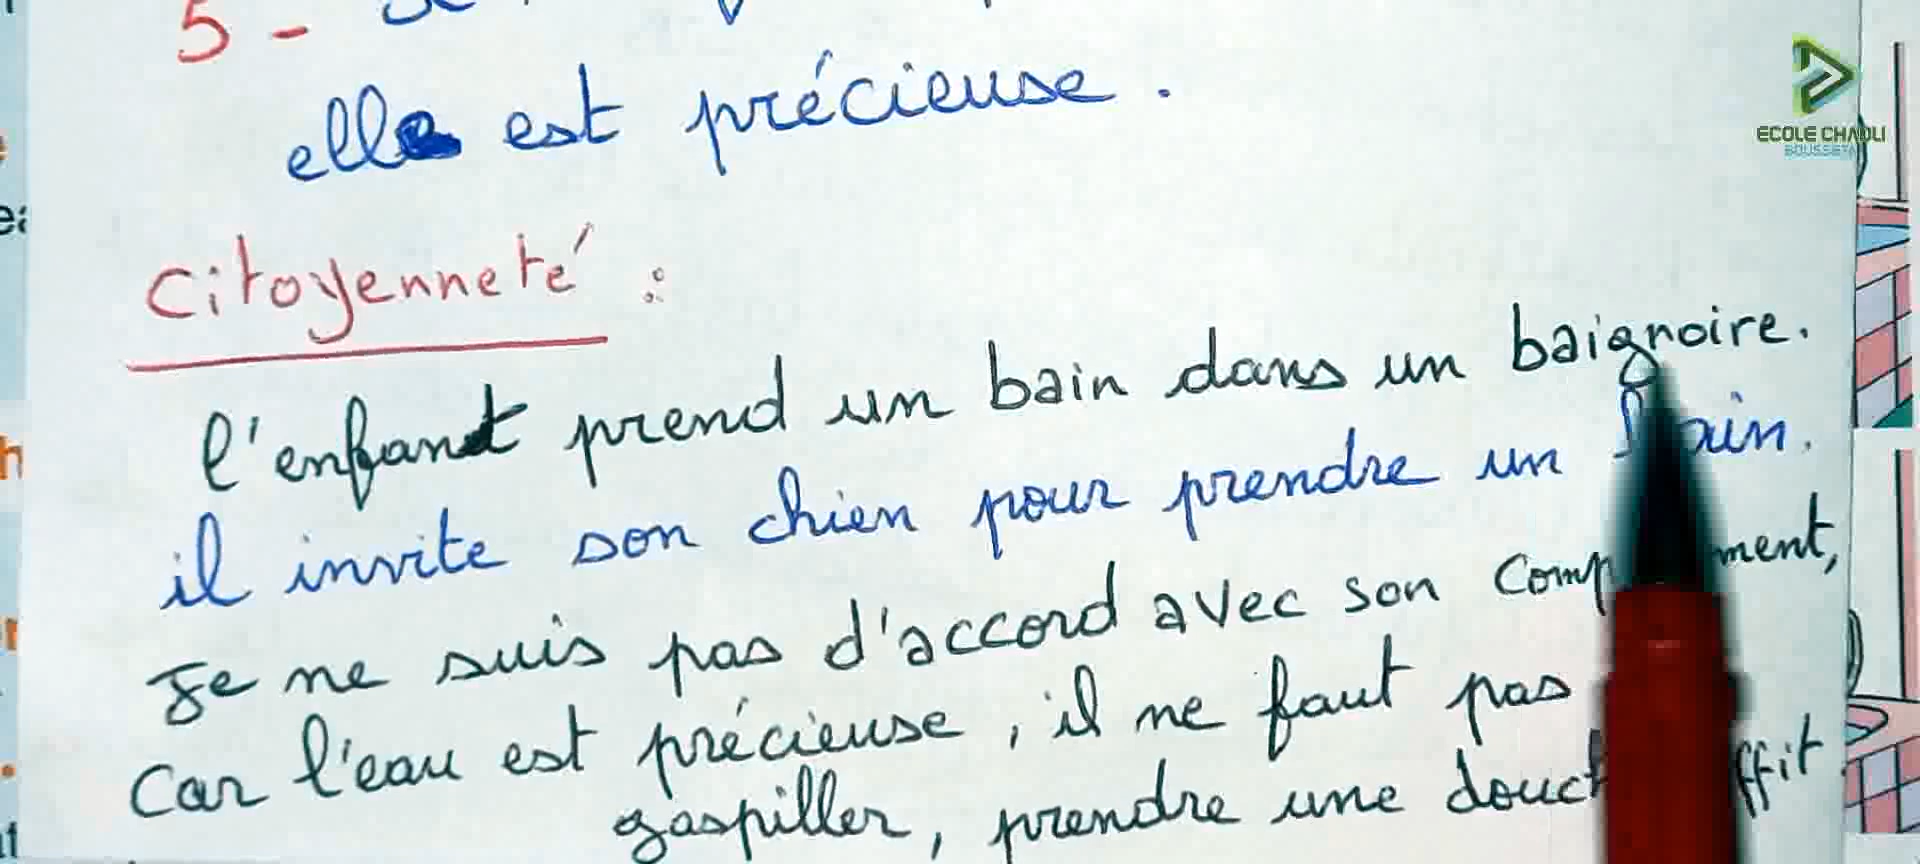 5 -
elle est précieuse.
Citoyenneté :
l'enfant prend un bain dans un baignoire.
il invite son chien pour prendre un bain.
Je ne suis pas d'accord avec son
Car l'eau est précieuse, il ne faut pas
gaspiller, prendre une
ECOLE CHADLI
BOUSSETA